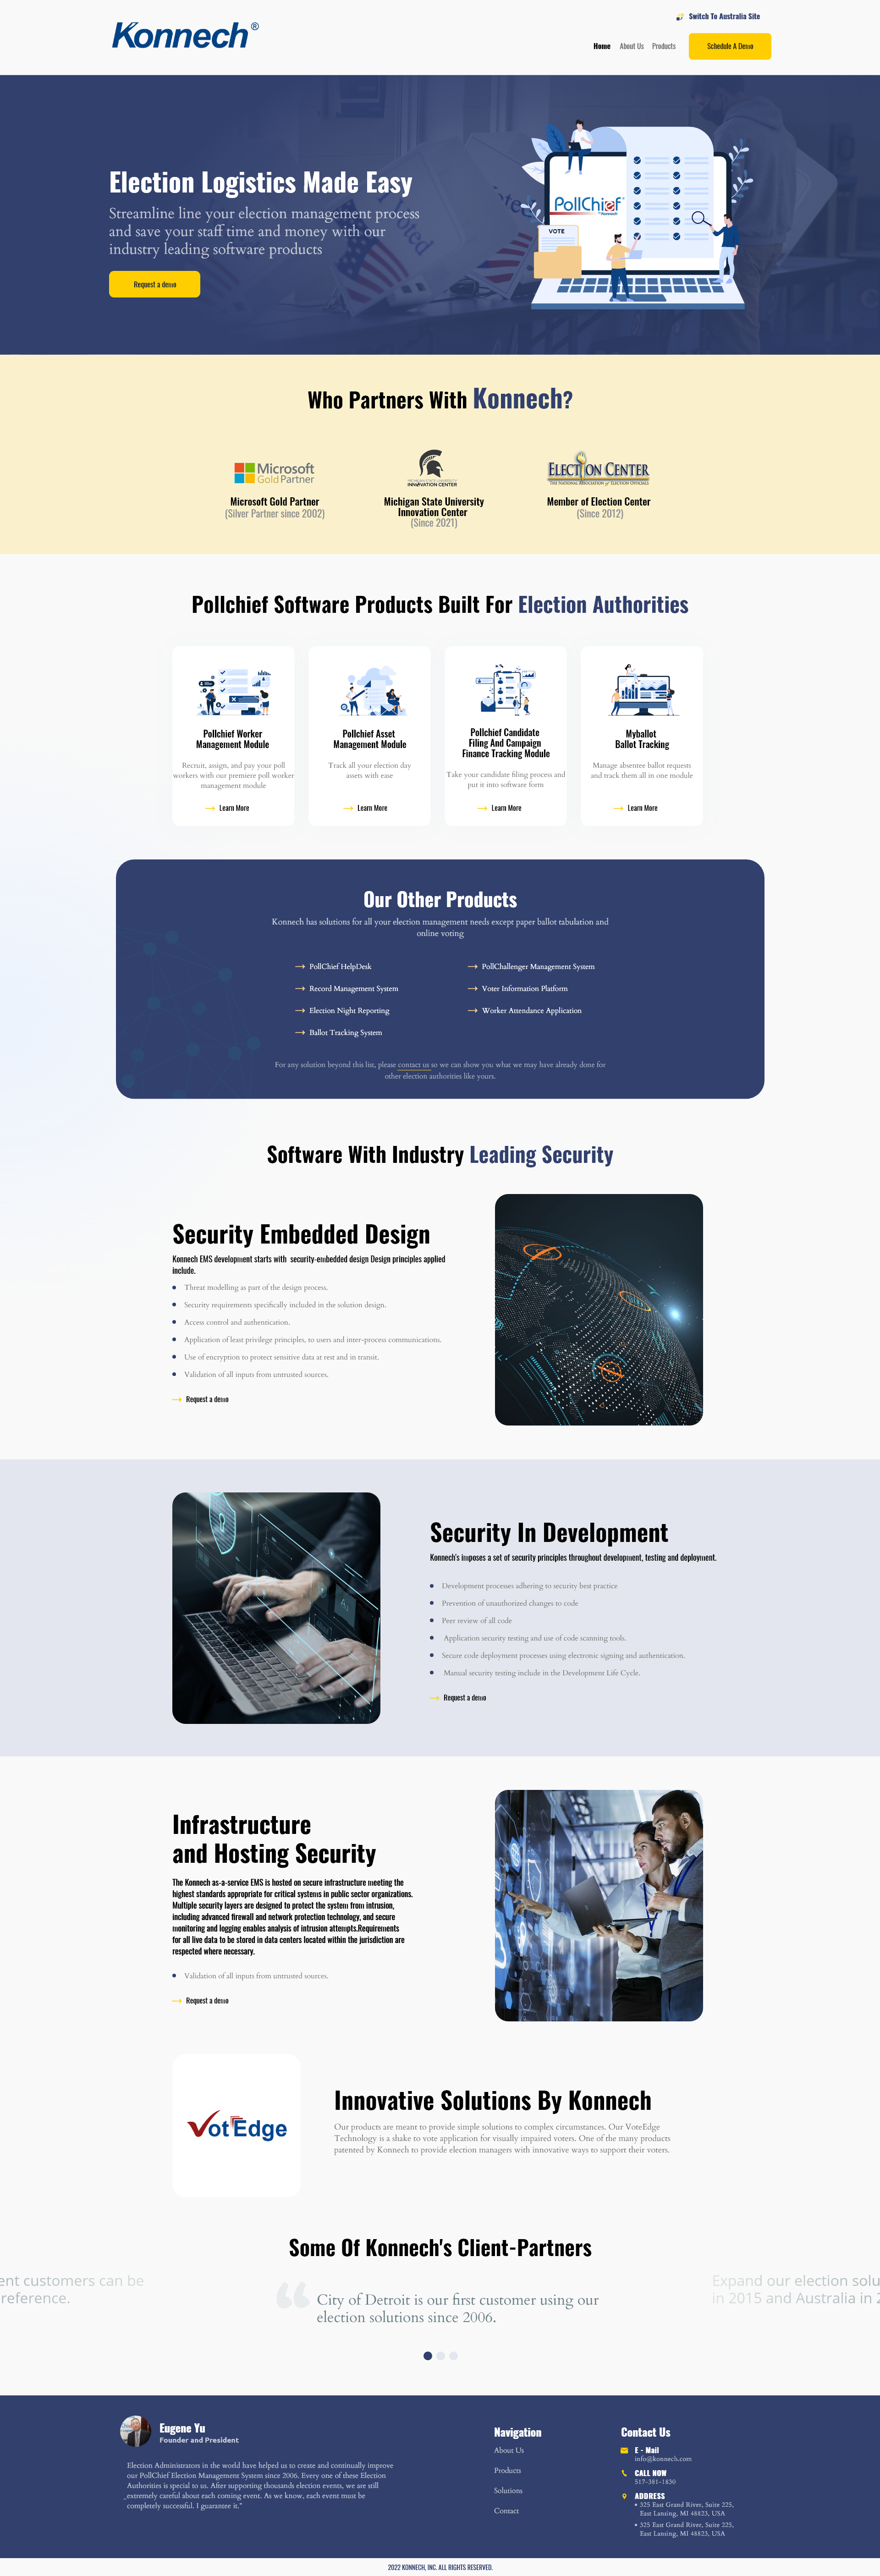 Konnech®
Switch To Australia Site
Home
About Us
Products
Schedule A Demo
Election Logistics Made Easy
Streamline line your election management process
and save your staff time and money with our
industry leading software products
Request a demo
PollChief®
by Konnech
VOTE
Who Partners With Konnech?
Microsoft
Gold Partner
Microsoft Gold Partner
(Silver Partner since 2002)
MICHIGAN STATE UNIVERSITY
INNOVATION CENTER
Michigan State University
Innovation Center
(Since 2021)
ELECTION CENTER
THE NATIONAL ASSOCIATION of ELECTION OFFICIALS
Member of Election Center
(Since 2012)
Pollchief Software Products Built For Election Authorities
Pollchief Worker
Management Module
Recruit, assign, and pay your poll
workers with our premiere poll worker
management module
Learn More
Pollchief Asset
Management Module
Track all your election day
assets with ease
Learn More
Pollchief Candidate
Filing And Campaign
Finance Tracking Module
Take your candidate filing process and
put it into software form
Learn More
Myballot
Ballot Tracking
Manage absentee ballot requests
and track them all in one module
Learn More
Our Other Products
Konnech has solutions for all your election management needs except paper ballot tabulation and
online voting
PollChief HelpDesk
Record Management System
Election Night Reporting
Ballot Tracking System
PollChallenger Management System
Voter Information Platform
Worker Attendance Application
For any solution beyond this list, please contact us so we can show you what we may have already done for
other election authorities like yours.
Software With Industry Leading Security
Security Embedded Design
Konnech EMS development starts with security-embedded design Design principles applied
include.
Threat modelling as part of the design process.
Security requirements specifically included in the solution design.
Access control and authentication.
Application of least privilege principles, to users and inter-process communications.
Use of encryption to protect sensitive data at rest and in transit.
Validation of all inputs from untrusted sources.
Request a demo
Security In Development
Konnech's imposes a set of security principles throughout development, testing and deployment.
Development processes adhering to security best practice
Prevention of unauthorized changes to code
Peer review of all code
Application security testing and use of code scanning tools.
Secure code deployment processes using electronic signing and authentication.
Manual security testing include in the Development Life Cycle.
Request a demo
Infrastructure
and Hosting Security
The Konnech as-a-service EMS is hosted on secure infrastructure meeting the
highest standards appropriate for critical systems in public sector organizations.
Multiple security layers are designed to protect the system from intrusion,
including advanced firewall and network protection technology, and secure
monitoring and logging enables analysis of intrusion attempts.Requirements
for all live data to be stored in data centers located within the jurisdiction are
respected where necessary.
Validation of all inputs from untrusted sources.
Request a demo
VotEdge
Innovative Solutions By Konnech
Our products are meant to provide simple solutions to complex circumstances. Our VoteEdge
Technology is a shake to vote application for visually impaired voters. One of the many products
patented by Konnech to provide election managers with innovative ways to support their voters.
Some Of Konnech's Client-Partners
ent customers can be
reference.
City of Detroit is our first customer using our
election solutions since 2006.
Expand our election solu
in 2015 and Australia in 2
Eugene Yu
Founder and President
Election Administrators in the world have helped us to create and continually improve
our PollChief Election Management System since 2006. Every one of these Election
Authorities is special to us. After supporting thousands election events, we are still
extremely careful about each coming event. As we know, each event must be
completely successful. I guarantee it."
Navigation
About Us
Products
Solutions
Contact
Contact Us
E - Mail
info@konnech.com
CALL NOW
517-381-1830
ADDRESS
• 325 East Grand River, Suite 225,
East Lansing, MI 48823, USA
• 325 East Grand River, Suite 225,
East Lansing, MI 48823, USA
2022 KONNECH, INC. ALL RIGHTS RESERVED.